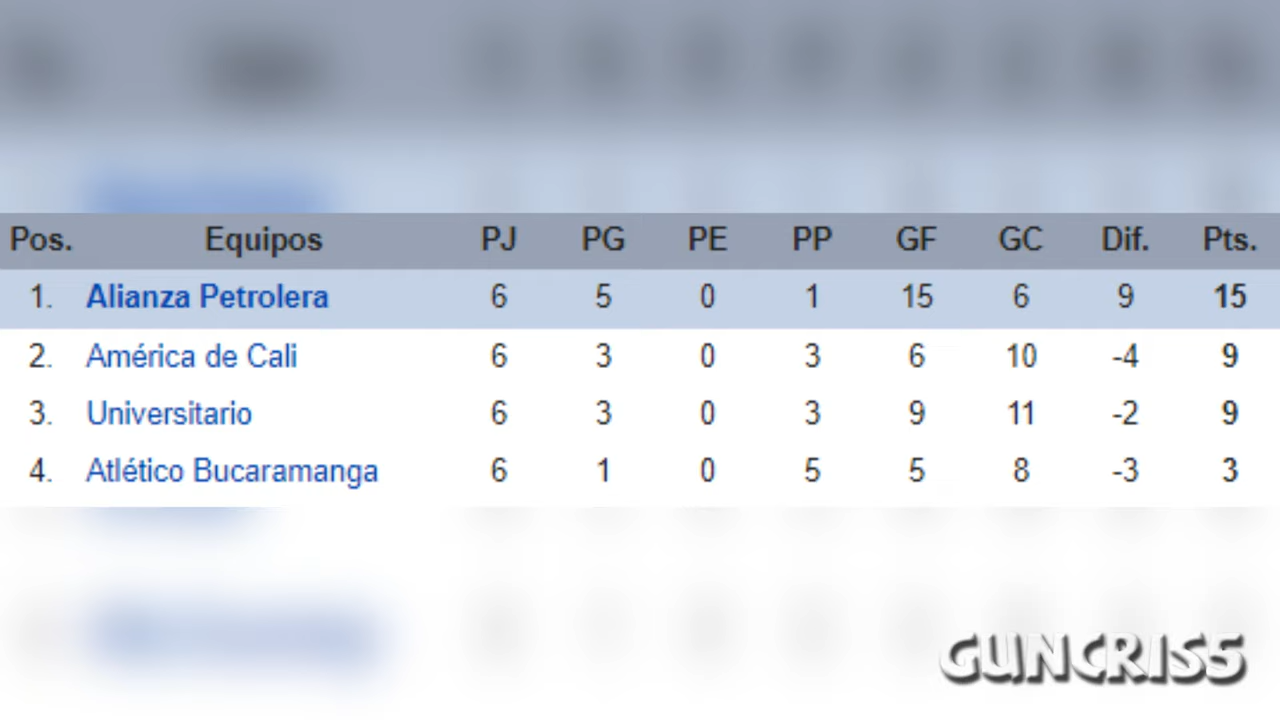 Pos. Equipos PJ PG PE PP GF GC Dif. Pts.
1. Alianza Petrolera 6 5 0 1 15 6 9 15
2. América de Cali 6 3 0 3 6 10 -4 9
3. Universitario 6 3 0 3 9 11 -2 9
4. Atlético Bucaramanga 6 1 0 5 5 8 -3 3
GUNCRIS5